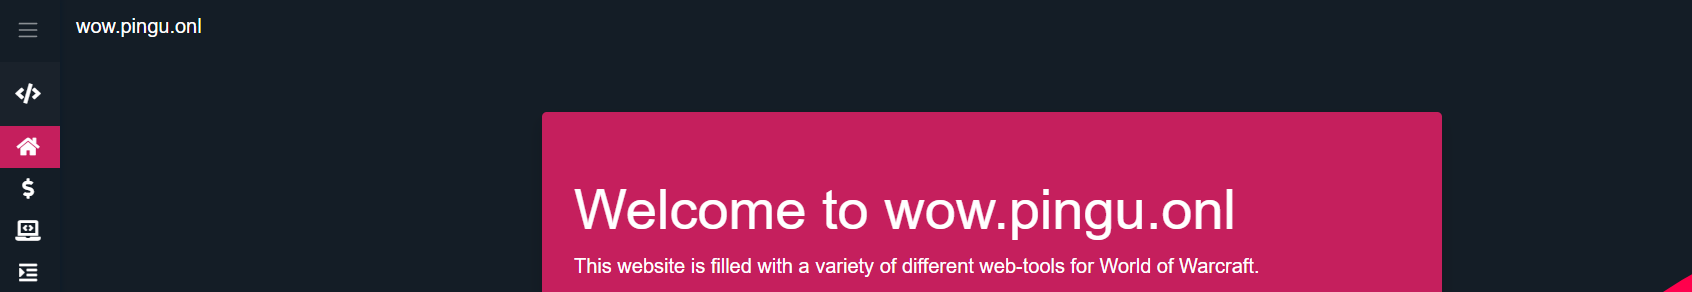 wow.pingu.onl
Welcome to wow.pingu.onl
This website is filled with a variety of different web-tools for World of Warcraft.